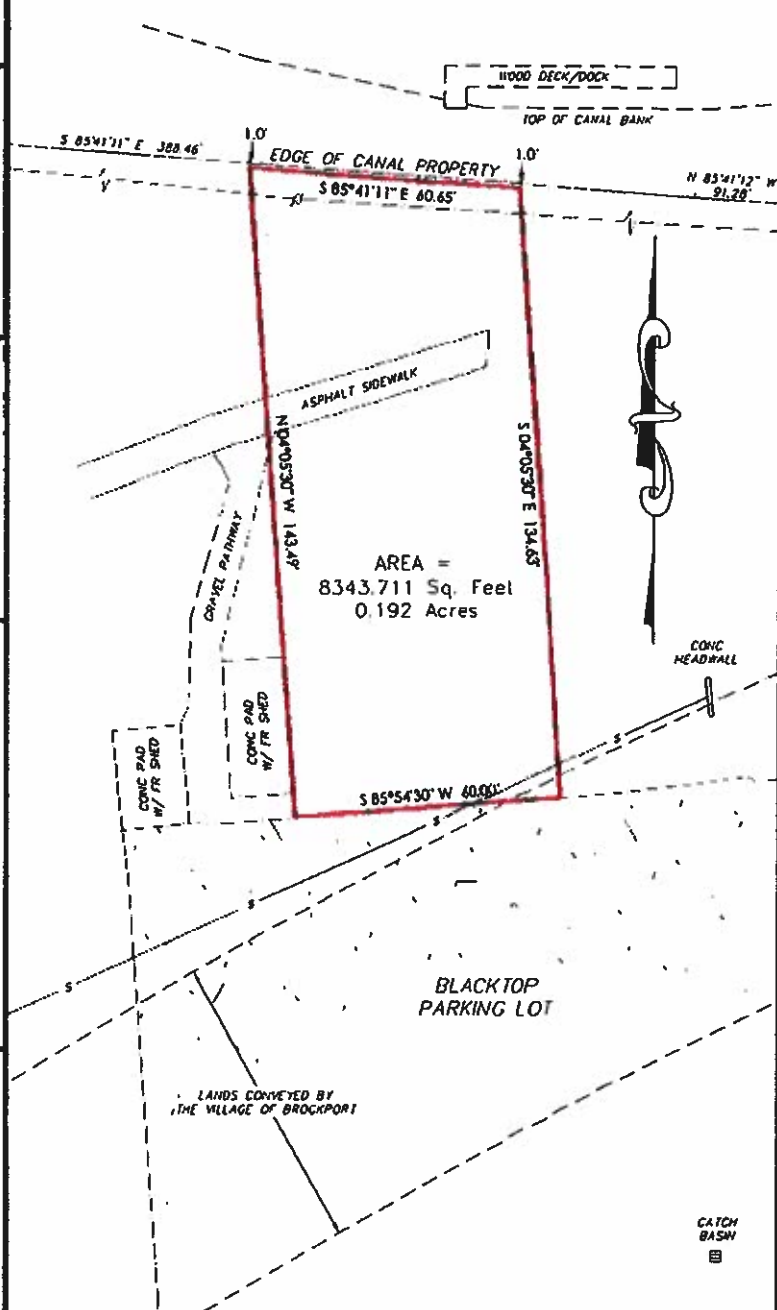 WOOD DECK/DOCK
TOP OF CANAL BANK
S 85°41'11" E 388.46'
1.0'
EDGE OF CANAL PROPERTY
1.0'
N 85°41'12" W
91.28'
S 85°41'11" E 60.65'
ASPHALT SIDEWALK
N 04°05'30" W 143.49'
S 04°05'30" E 134.63'
GRAVEL PATHWAY
AREA =
8343.711 Sq. Feet
0.192 Acres
CONC
HEADWALL
CONC PAD
W/ FR SHED
CONC PAD
W/ FR SHED
S 85°54'30" W 60.00'
S
S
S
S
BLACKTOP
PARKING LOT
LANDS CONVEYED BY
THE VILLAGE OF BROCKPORT
CATCH
BASIN